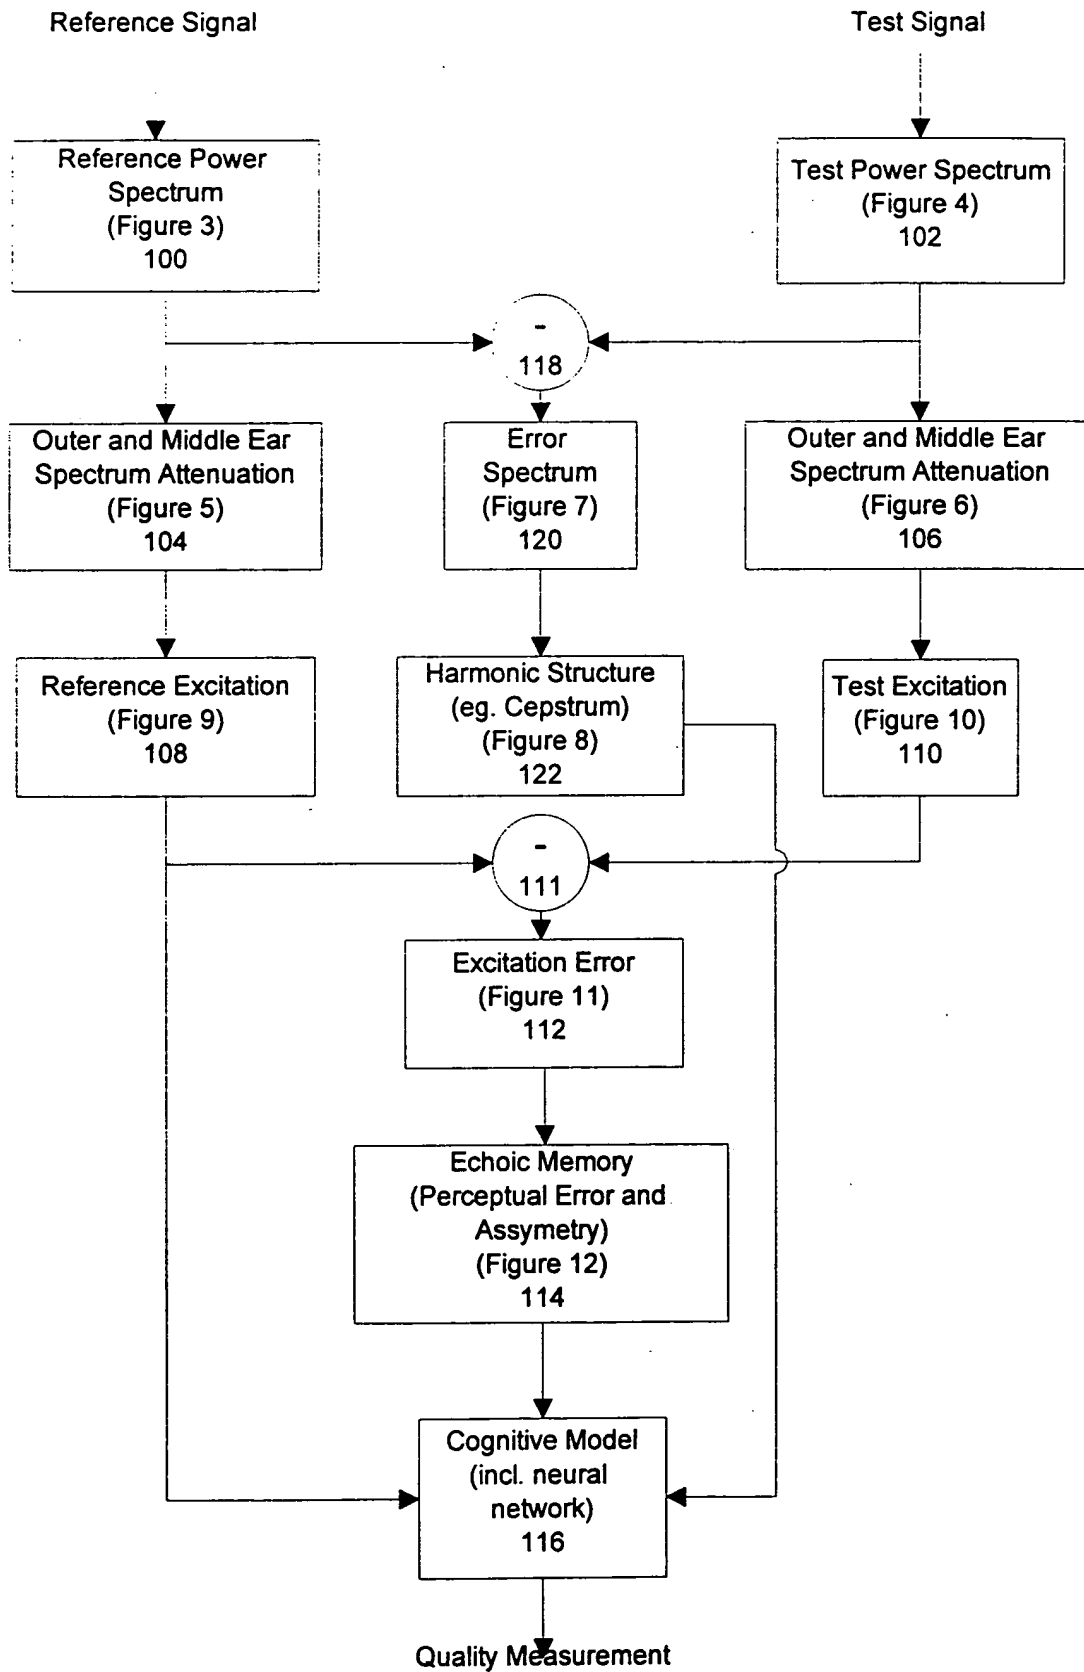 Reference Signal
Test Signal
Reference Power
Spectrum
(Figure 3)
100
Test Power Spectrum
(Figure 4)
102
-
118
Outer and Middle Ear
Spectrum Attenuation
(Figure 5)
104
Error
Spectrum
(Figure 7)
120
Outer and Middle Ear
Spectrum Attenuation
(Figure 6)
106
Reference Excitation
(Figure 9)
108
Harmonic Structure
(eg. Cepstrum)
(Figure 8)
122
Test Excitation
(Figure 10)
110
-
111
Excitation Error
(Figure 11)
112
Echoic Memory
(Perceptual Error and
Assymetry)
(Figure 12)
114
Cognitive Model
(incl. neural
network)
116
Quality Measurement